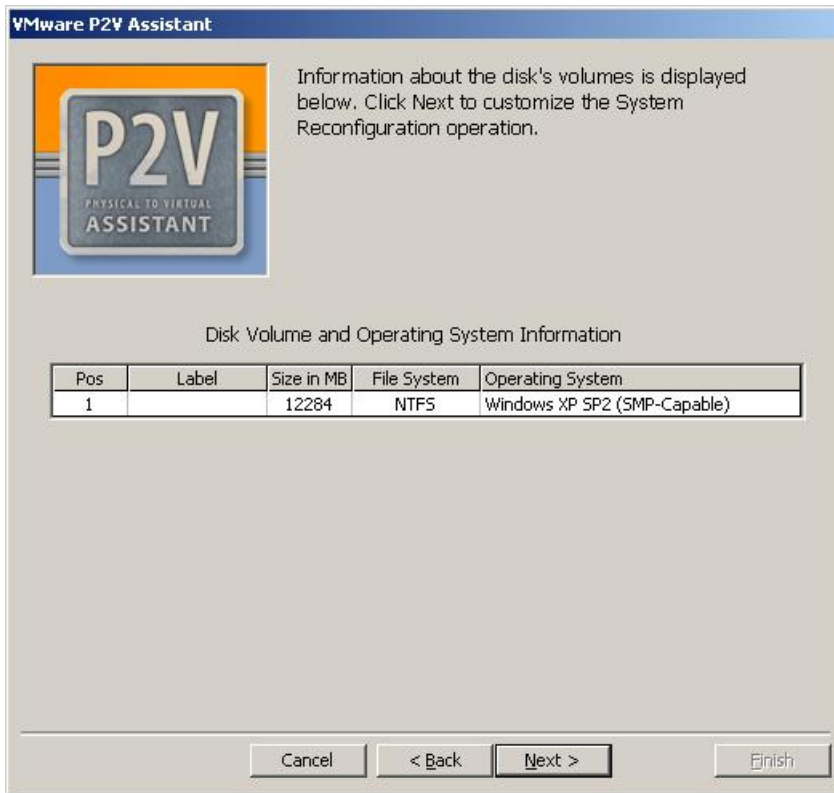 VMware P2V Assistant
P2V
PHYSICAL TO VIRTUAL
ASSISTANT
Information about the disk's volumes is displayed
below. Click Next to customize the System
Reconfiguration operation.
Disk Volume and Operating System Information
Pos Label Size in MB File System Operating System
1 12284 NTFS Windows XP SP2 (SMP-Capable)
Cancel < Back Next > Finish